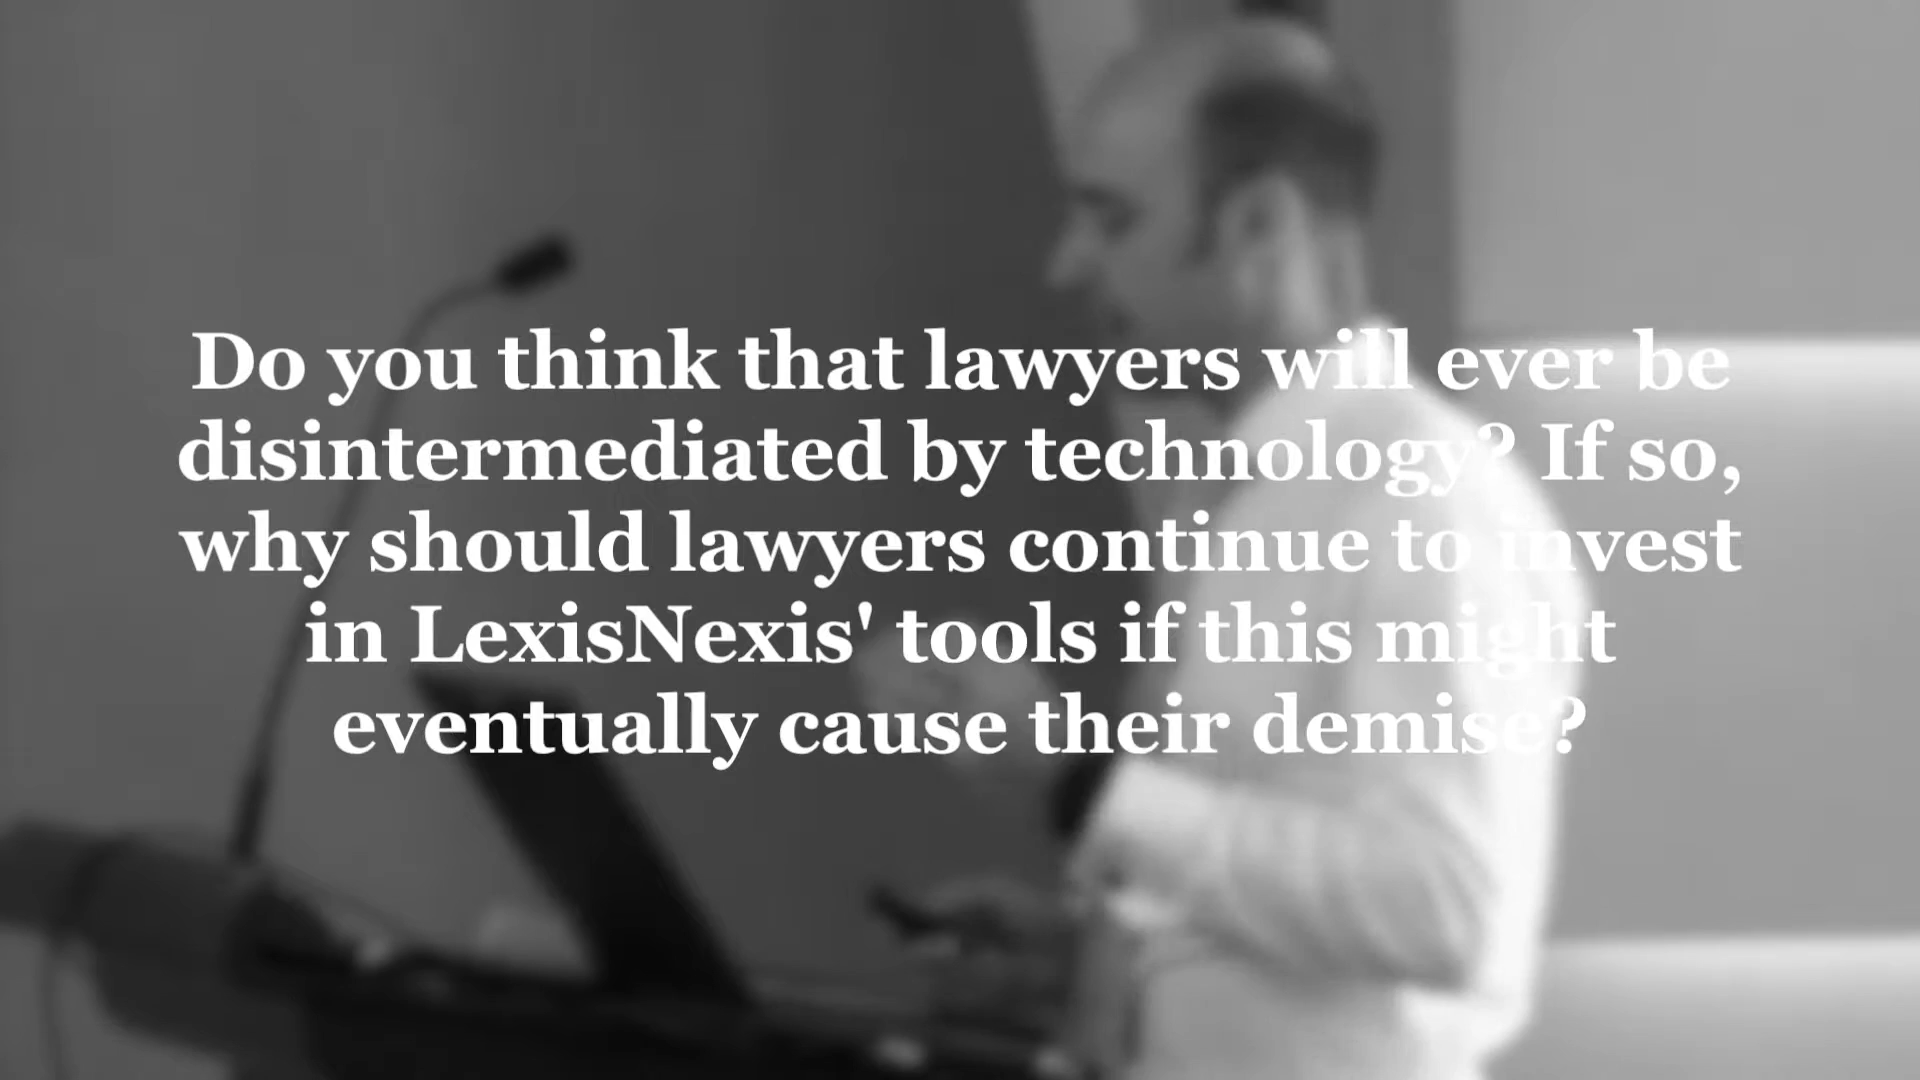 Do you think that lawyers will ever be
disintermediated by technology? If so,
why should lawyers continue to invest
in LexisNexis' tools if this might
eventually cause their demise?